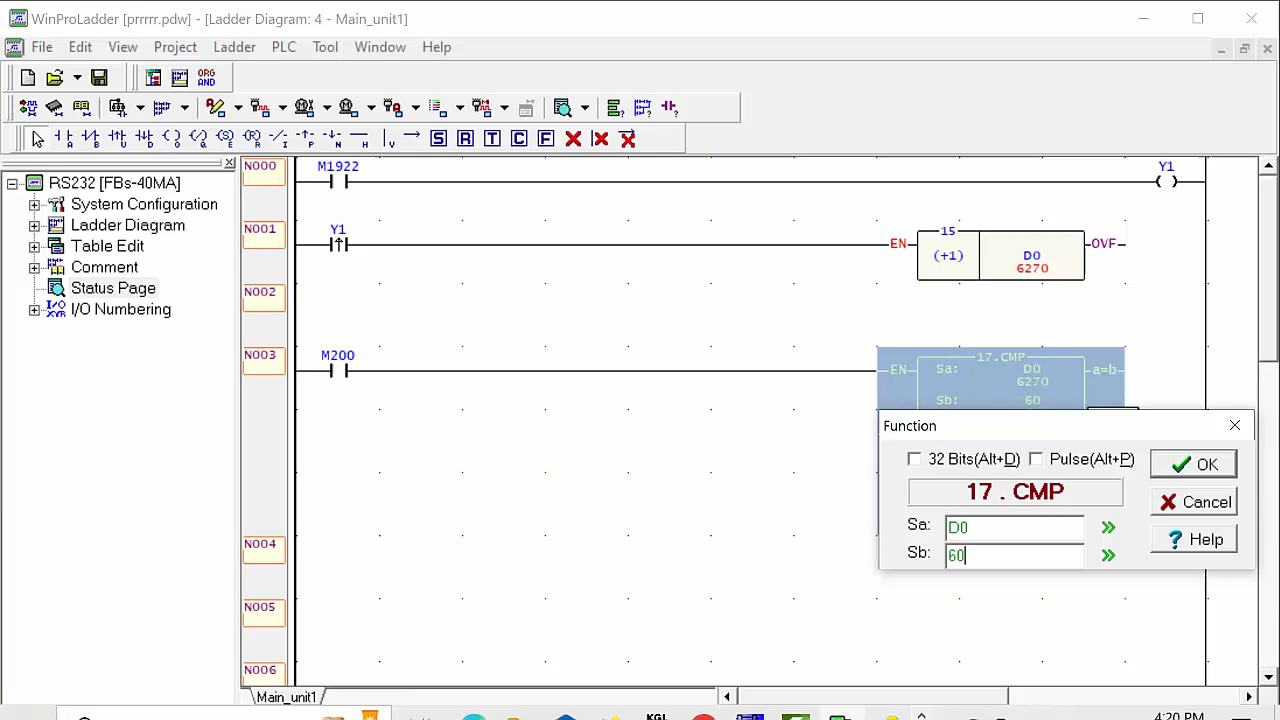 WinProLadder [prrrrr.pdw] - [Ladder Diagram: 4 - Main_unit1]
File Edit View Project Ladder PLC Tool Window Help
ORG
AND
A B U D O Q S R I P N H V S R T C F
RS232 [FBs-40MA]
System Configuration
Ladder Diagram
Table Edit
Comment
Status Page
I/O Numbering
N000 M1922 Y1
N001 Y1 EN 15 (+1) D0 6270 OVF
N002
N003 M200 EN 17.CMP a=b
Sa: D0
6270
Sb: 60
N004
N005
N006
Function
32 Bits(Alt+D) Pulse(Alt+P) OK
17 . CMP
Cancel
Sa: D0
Help
Sb: 60
Main_unit1
KGL
4:20 PM